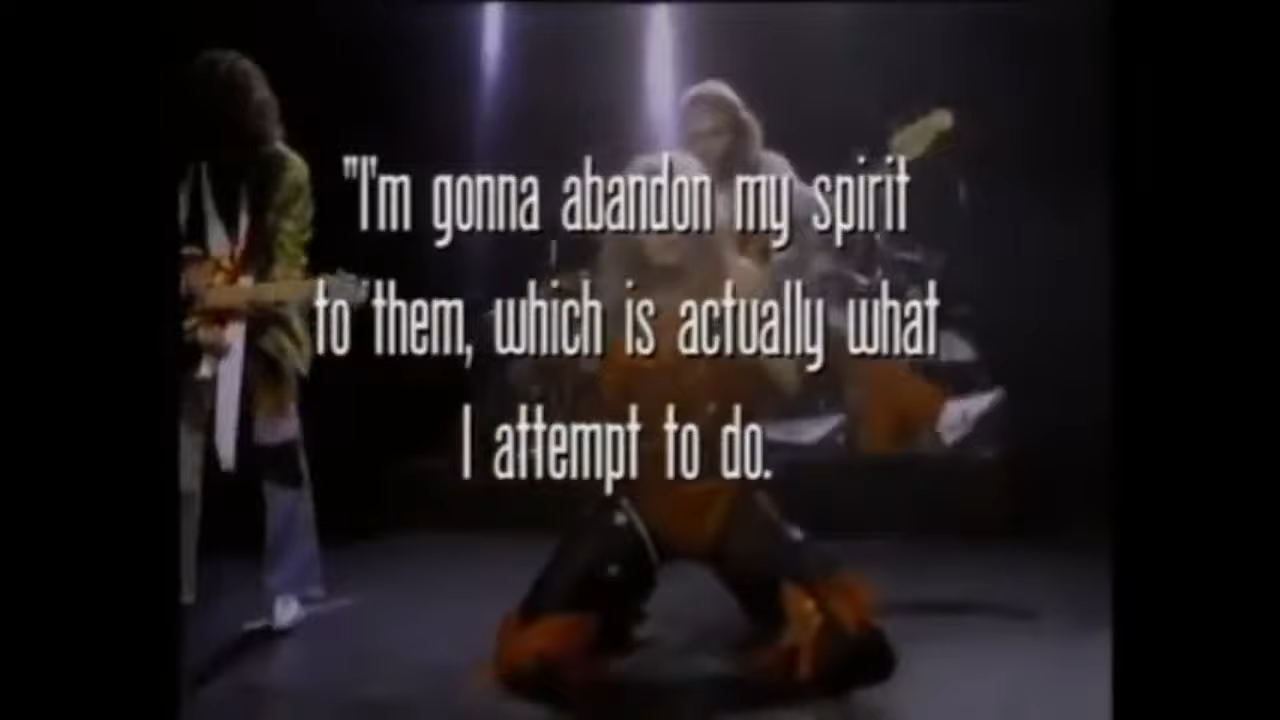 "I'm gonna abandon my spirit
to them, which is actually what
I attempt to do.